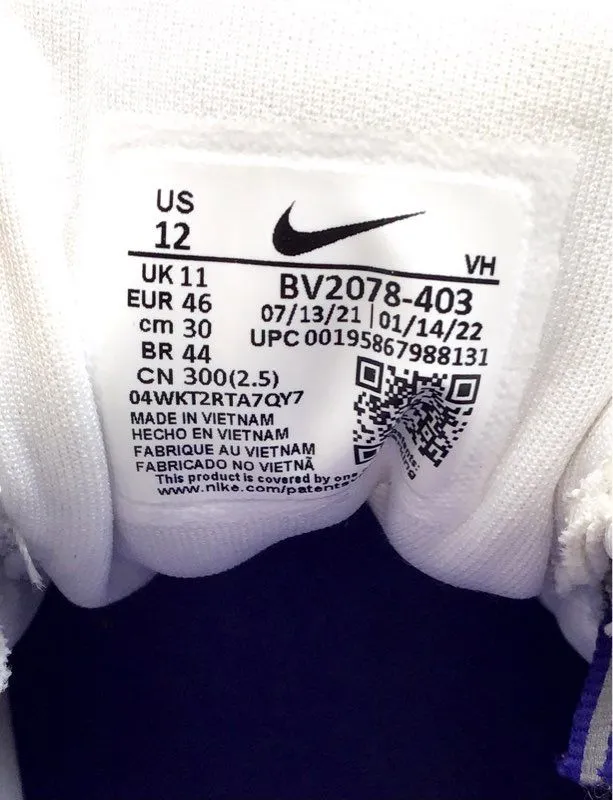 US
12
VH
UK 11
EUR 46
cm 30
BR 44
CN 300(2.5)
BV2078-403
07/13/21 | 01/14/22
UPC 00195867988131
04WKT2RTA7QY7
MADE IN VIETNAM
HECHO EN VIETNAM
FABRIQUE AU VIETNAM
FABRICADO NO VIETNÃ
This product is covered by one
www.nike.com/patents
patents: